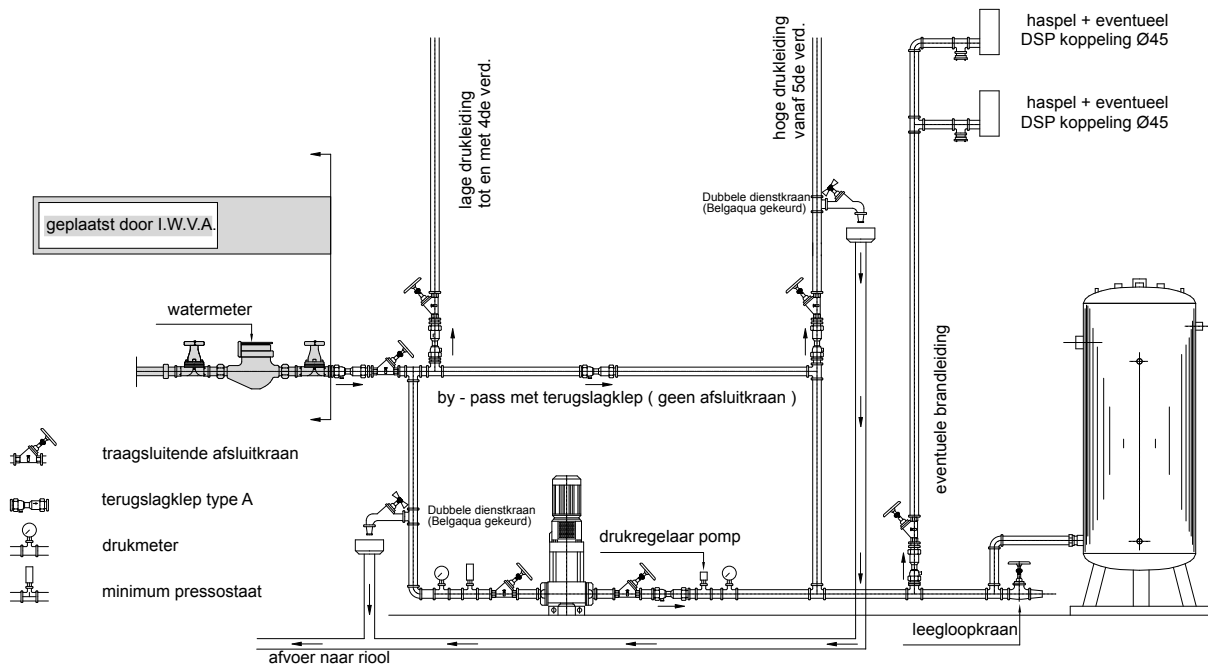 haspel + eventueel
DSP koppeling Ø45
haspel + eventueel
DSP koppeling Ø45
lage drukleiding
tot en met 4de verd.
hoge drukleiding
vanaf 5de verd.
Dubbele dienstkraan
(Belgaqua gekeurd)
geplaatst door I.W.V.A.
watermeter
by - pass met terugslagklep ( geen afsluitkraan )
eventuele brandleiding
traagsluitende afsluitkraan
terugslagklep type A
drukmeter
minimum pressostaat
Dubbele dienstkraan
(Belgaqua gekeurd)
drukregelaar pomp
leegloopkraan
afvoer naar riool